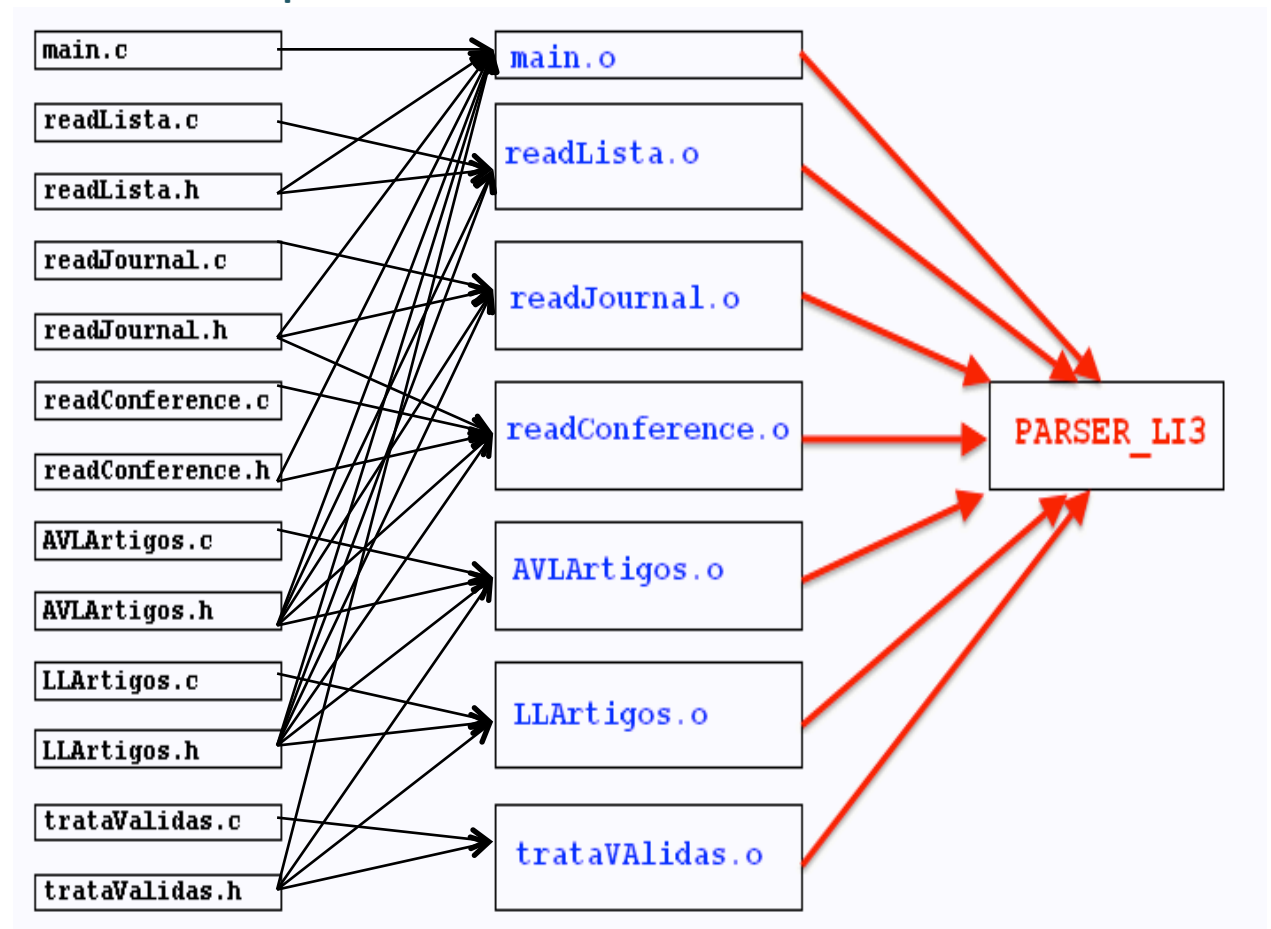 main.c
readLista.c
readLista.h
readJournal.c
readJournal.h
readConference.c
readConference.h
AVLArtigos.c
AVLArtigos.h
LLArtigos.c
LLArtigos.h
trataValidas.c
trataValidas.h
main.o
readLista.o
readJournal.o
readConference.o
AVLArtigos.o
LLArtigos.o
trataVAlidas.o
PARSER_LI3